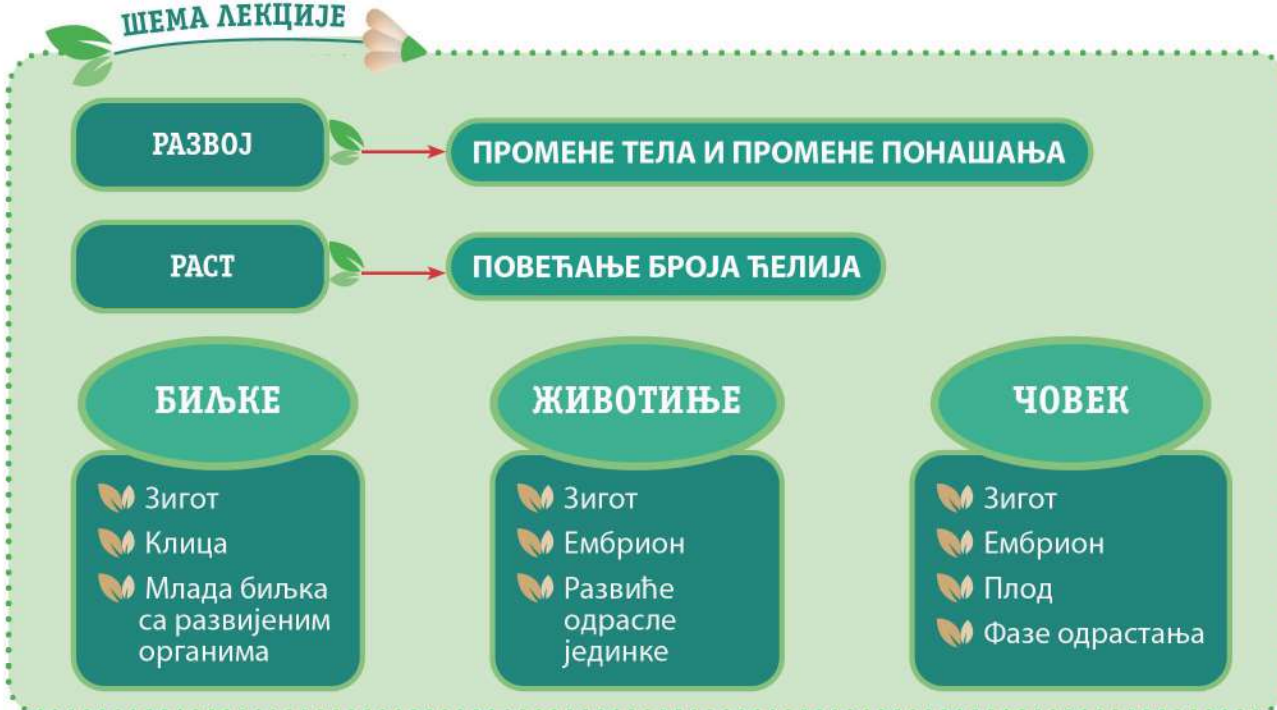 ШЕМА ЛЕКЦИЈЕ
РАЗВОЈ
ПРОМЕНЕ ТЕЛА И ПРОМЕНЕ ПОНАШАЊА
РАСТ
ПОВЕЋАЊЕ БРОЈА ЋЕЛИЈА
БИЉКЕ
Зигот
Клица
Млада биљка
са развијеним
органима
ЖИВОТИЊЕ
Зигот
Ембрион
Развиће
одрасле
јединке
ЧОВЕК
Зигот
Ембрион
Плод
Фазе одрастања